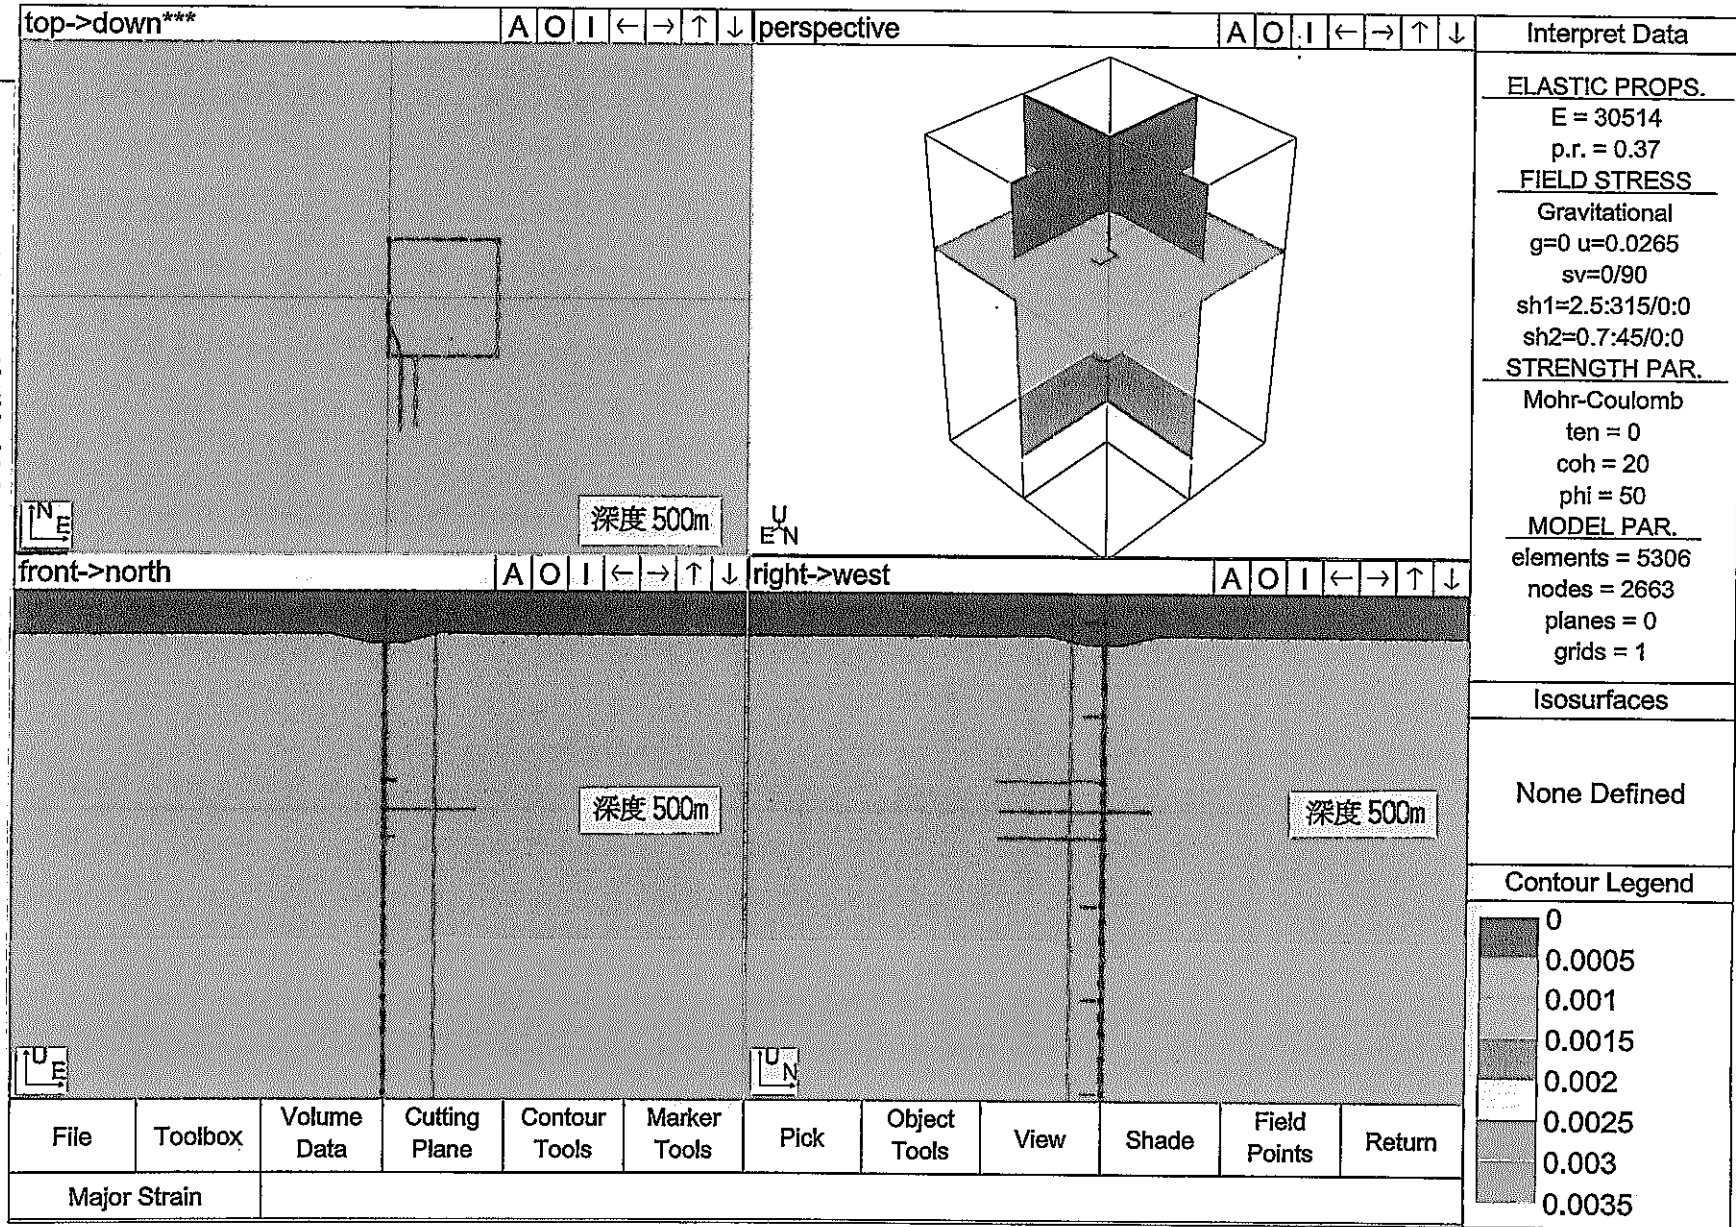 top->down***
A O I ← → ↑ ↓
perspective
A O I ← → ↑ ↓
N
E
深度 500m
U
E N
front->north
A O I ← → ↑ ↓
right->west
A O I ← → ↑ ↓
深度 500m
深度 500m
U
E
U
N
Interpret Data
ELASTIC PROPS.
E = 30514
p.r. = 0.37
FIELD STRESS
Gravitational
g=0 u=0.0265
sv=0/90
sh1=2.5:315/0:0
sh2=0.7:45/0:0
STRENGTH PAR.
Mohr-Coulomb
ten = 0
coh = 20
phi = 50
MODEL PAR.
elements = 5306
nodes = 2663
planes = 0
grids = 1
Isosurfaces
None Defined
Contour Legend
0
0.0005
0.001
0.0015
0.002
0.0025
0.003
0.0035
File
Toolbox
Volume
Data
Cutting
Plane
Contour
Tools
Marker
Tools
Pick
Object
Tools
View
Shade
Field
Points
Return
Major Strain